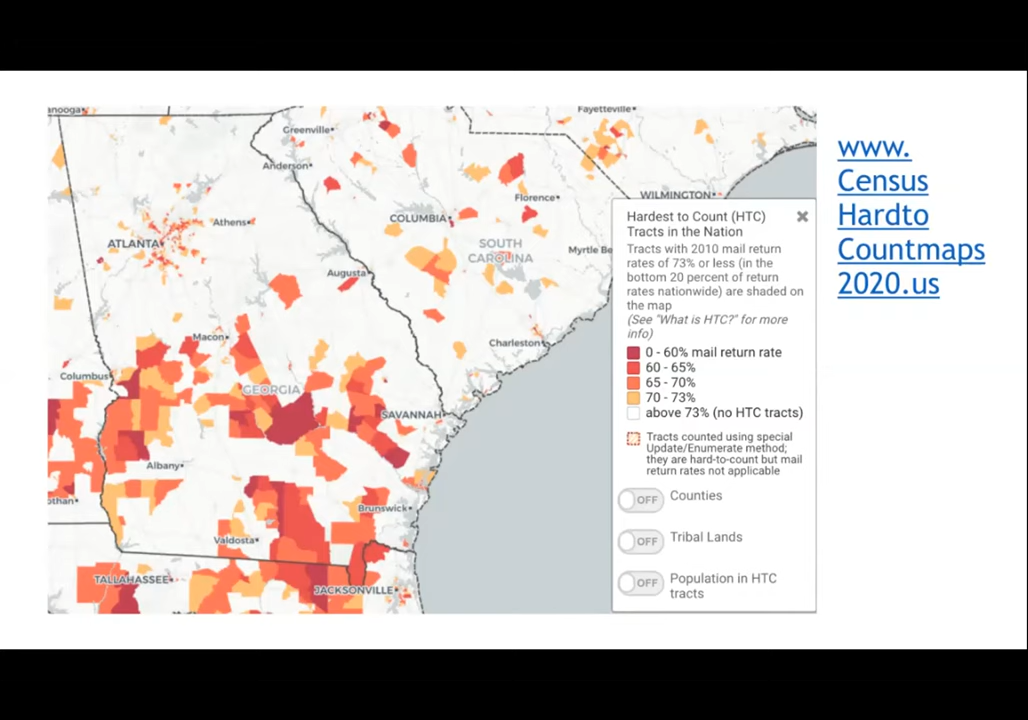 anooga
Fayetteville
Greenville
Anderson
Florence
WILMINGTON
Athens
COLUMBIA
ATLANTA
SOUTH
CAROLINA
Myrtle Be
Augusta
Macon
Charleston
Columbus
GEORGIA
SAVANNAH
Albany
othan
Brunswick
Valdosta
TALLAHASSEE
JACKSONVILLE
Hardest to Count (HTC)
Tracts in the Nation
Tracts with 2010 mail return
rates of 73% or less (in the
bottom 20 percent of return
rates nationwide) are shaded on
the map
(See "What is HTC?" for more
info)
0 - 60% mail return rate
60 - 65%
65 - 70%
70 - 73%
above 73% (no HTC tracts)
Tracts counted using special
Update/Enumerate method;
they are hard-to-count but mail
return rates not applicable
OFF Counties
OFF Tribal Lands
OFF Population in HTC
tracts
www.
Census
Hardto
Countmaps
2020.us